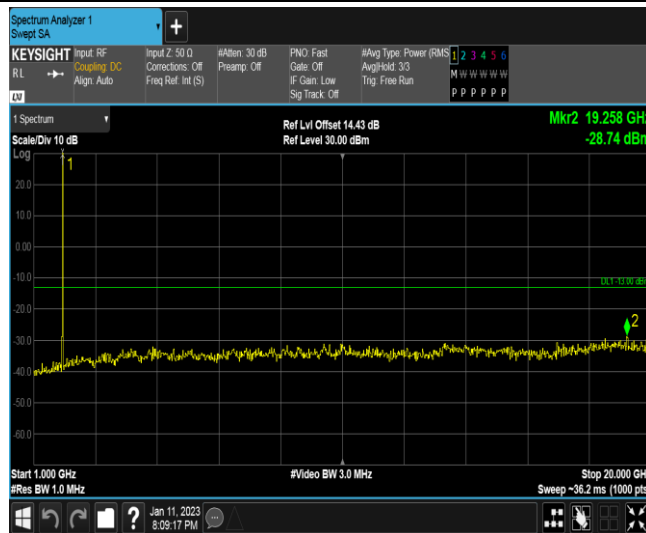 Spectrum Analyzer 1
Swept SA
+
KEYSIGHT Input: RF Input Z: 50 Ω #Atten: 30 dB PNO: Fast #Avg Type: Power (RMS 1 2 3 4 5 6
RL Coupling: DC Corrections: Off Preamp: Off Gate: Off Avg|Hold: 3/3 M W W W W W
Align: Auto Freq Ref: Int (S) IF Gain: Low Trig: Free Run
LXI Sig Track: Off P P P P P P
1 Spectrum Ref Lvl Offset 14.43 dB Mkr2 19.258 GHz
Scale/Div 10 dB Ref Level 30.00 dBm -28.74 dBm
Log
1
20.0
10.0
0.00
-10.0
DL1 -13.00 dBm
-20.0
2
-30.0
-40.0
-50.0
-60.0
Start 1.000 GHz #Video BW 3.0 MHz Stop 20.000 GHz
#Res BW 1.0 MHz Sweep ~36.2 ms (1000 pts
? Jan 11, 2023
8:09:17 PM